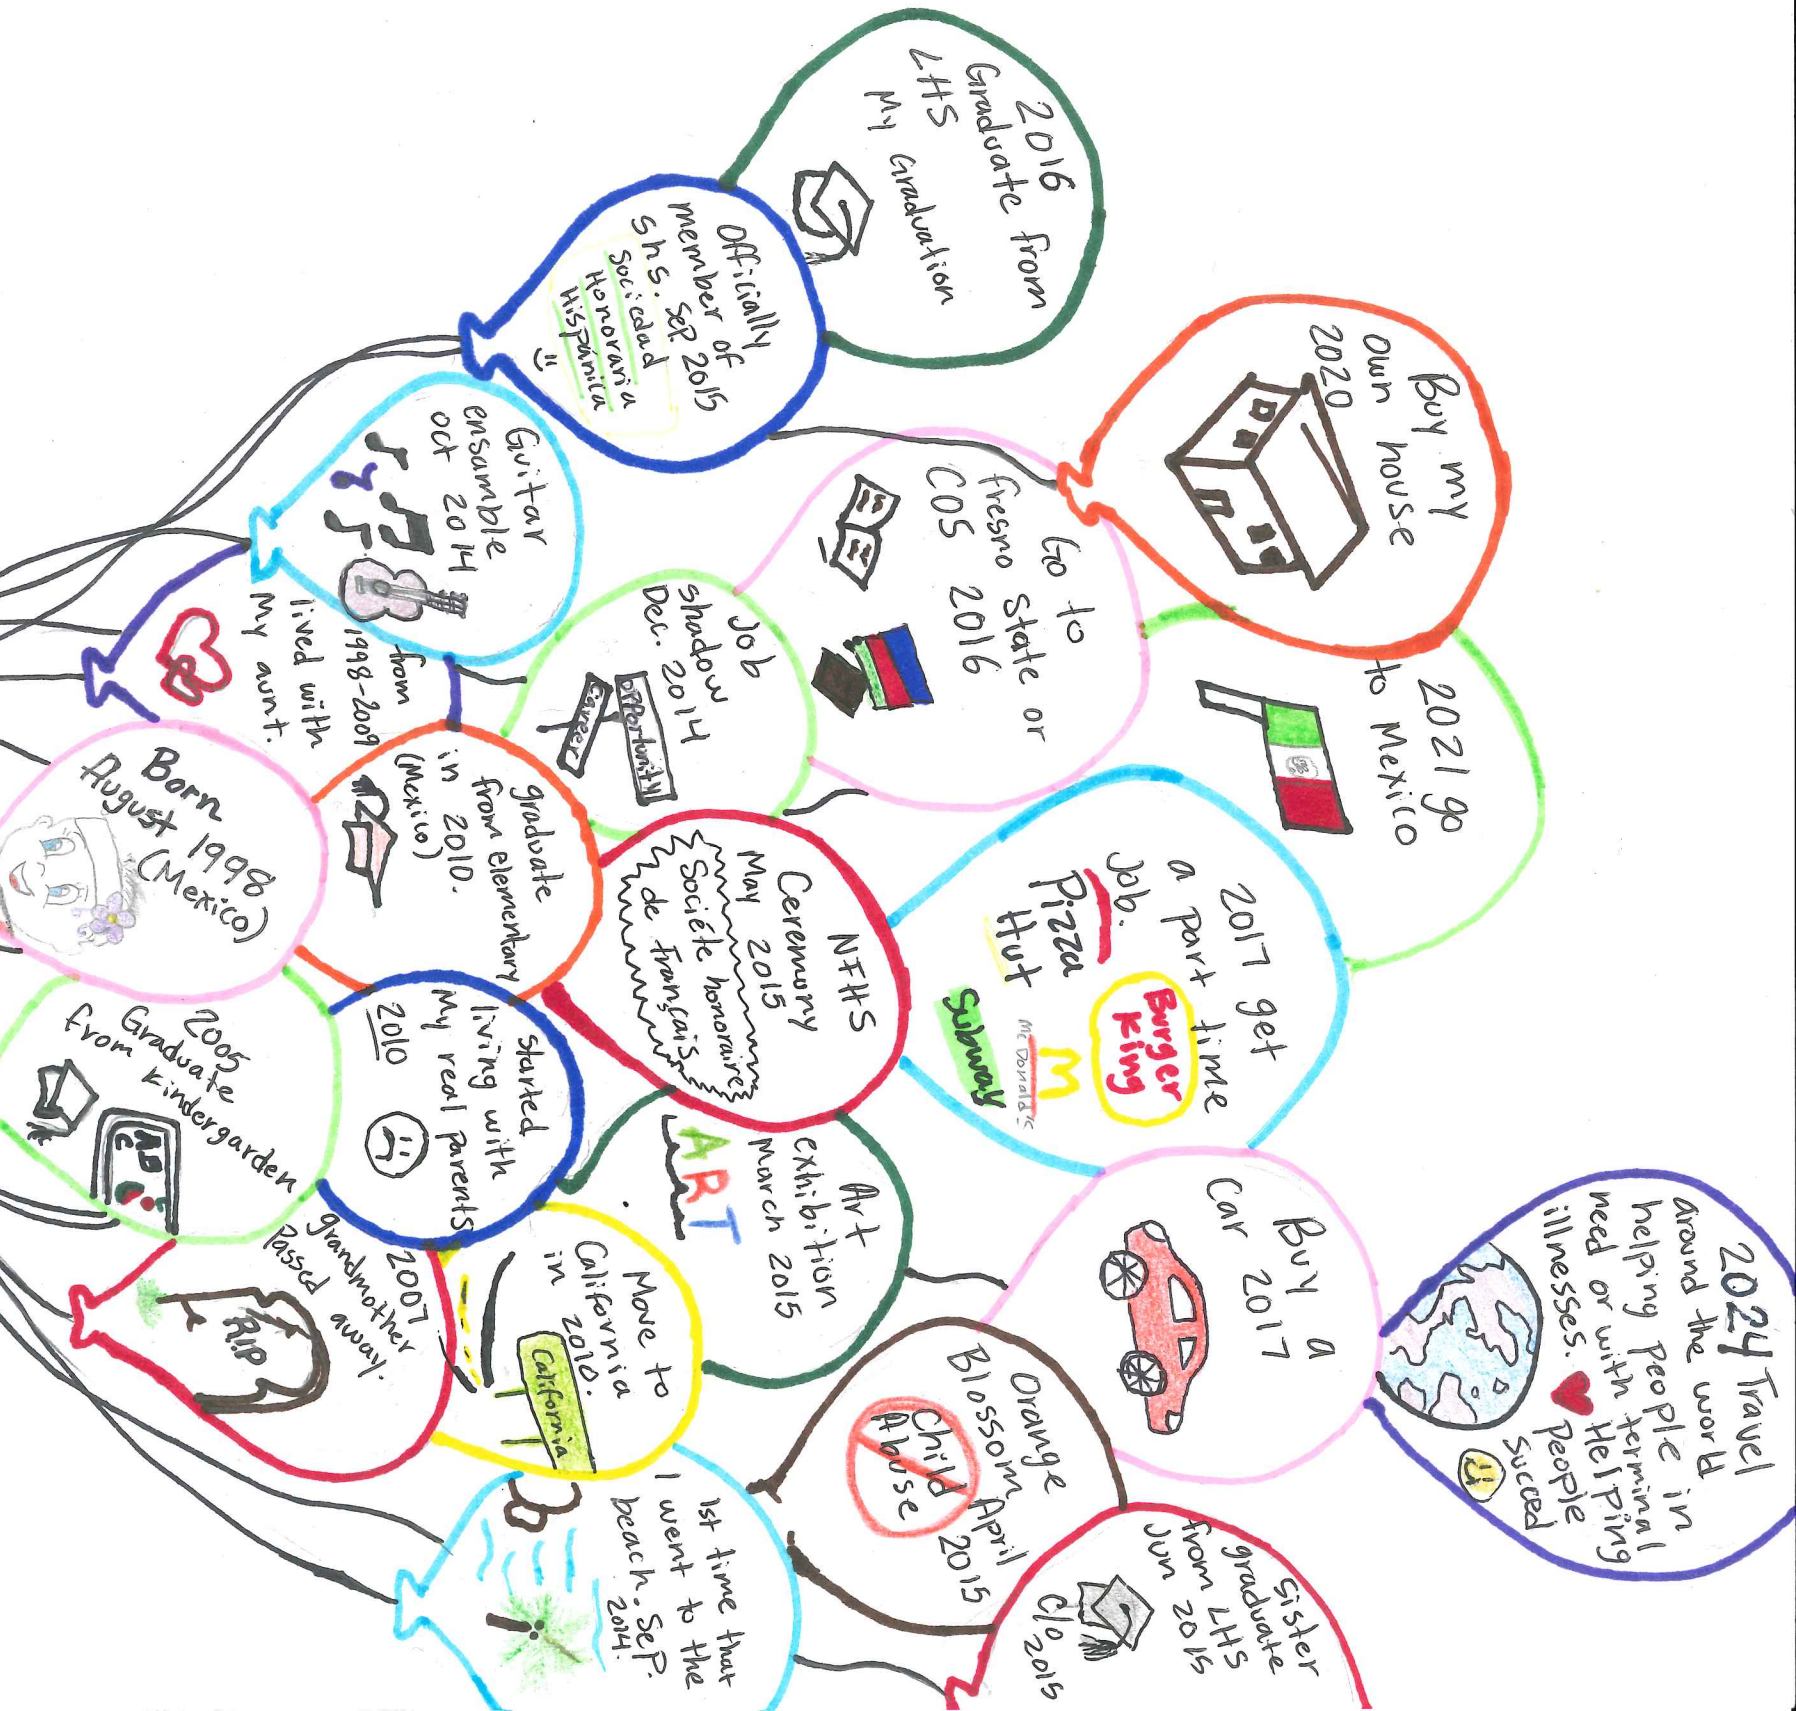 2024 Travel
around the world
helping people in
need or with terminal
illnesses. Helping
people
succed
2021 go
to Mexico
Buy my
own house
2020
sister
graduate
from LHS
Jun 2015
c/o 2015
Buy a
Car 2017
2017 get
a part time
Job.
Pizza
Hut
Burger
King
McDonald's
Subway
Go to
fresno State or
COS 2016
2016
Graduate from
LHS
My Graduation
Orange
Blossom April
2015
Child
Abuse
Art
exhibition
March 2015
ART
NFHS
Ceremony
May 2015
Sociéte honoraires
de français
Job
shadow
Dec. 2014
opportunity
career
Officially
member of
shs. Sep 2015
Sociedad
Honoraria
Hispánica
1st time that
I went to the
beach. Sep.
2014.
Move to
California
in 2010.
California
started
living with
My real parents
2010
graduate
from elementary
in 2010.
(Mexico)
Guitar
ensamble
oct 2014
from
1998-2009
lived with
My aunt.
2007
grandmother
passed away.
R.I.P
2005
Graduate
from kindergarden
ABC
Born
August 1998
(Mexico)